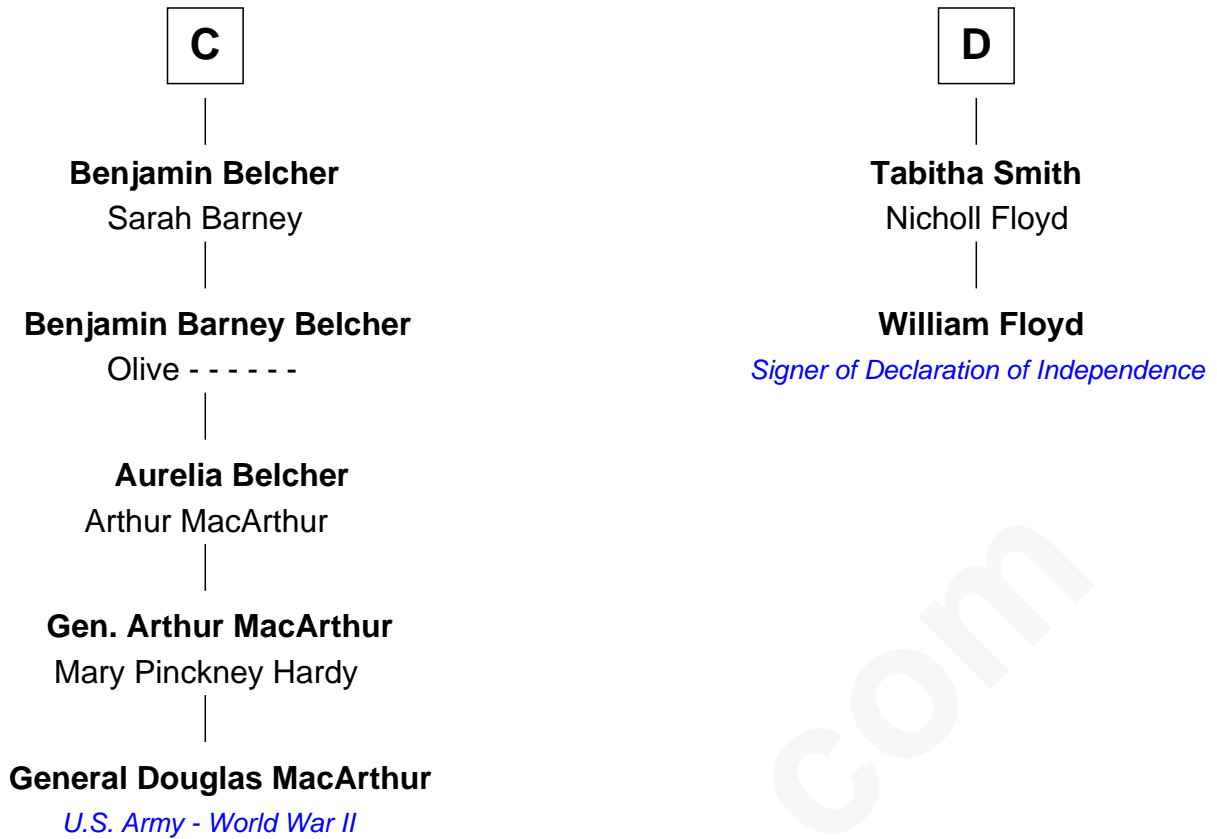 C
Benjamin Belcher
Sarah Barney
Benjamin Barney Belcher
Olive - - - - - -
Aurelia Belcher
Arthur MacArthur
Gen. Arthur MacArthur
Mary Pinckney Hardy
General Douglas MacArthur
U.S. Army - World War II
D
Tabitha Smith
Nicholl Floyd
William Floyd
Signer of Declaration of Independence
com